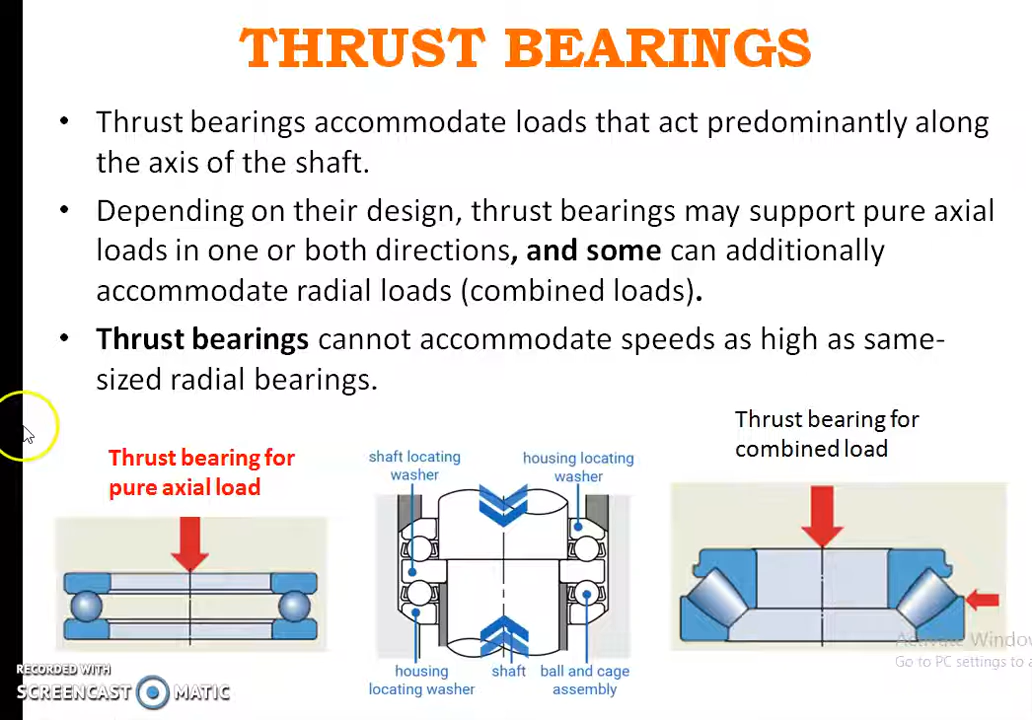 THRUST BEARINGS
• Thrust bearings accommodate loads that act predominantly along
the axis of the shaft.
• Depending on their design, thrust bearings may support pure axial
loads in one or both directions, and some can additionally
accommodate radial loads (combined loads).
• Thrust bearings cannot accommodate speeds as high as same-
sized radial bearings.
Thrust bearing for
pure axial load
shaft locating
washer
housing locating
washer
Thrust bearing for
combined load
housing
locating washer
shaft
ball and cage
assembly
Activate Window
Go to PC settings to
RECORDED WITH
SCREENCAST MATIC